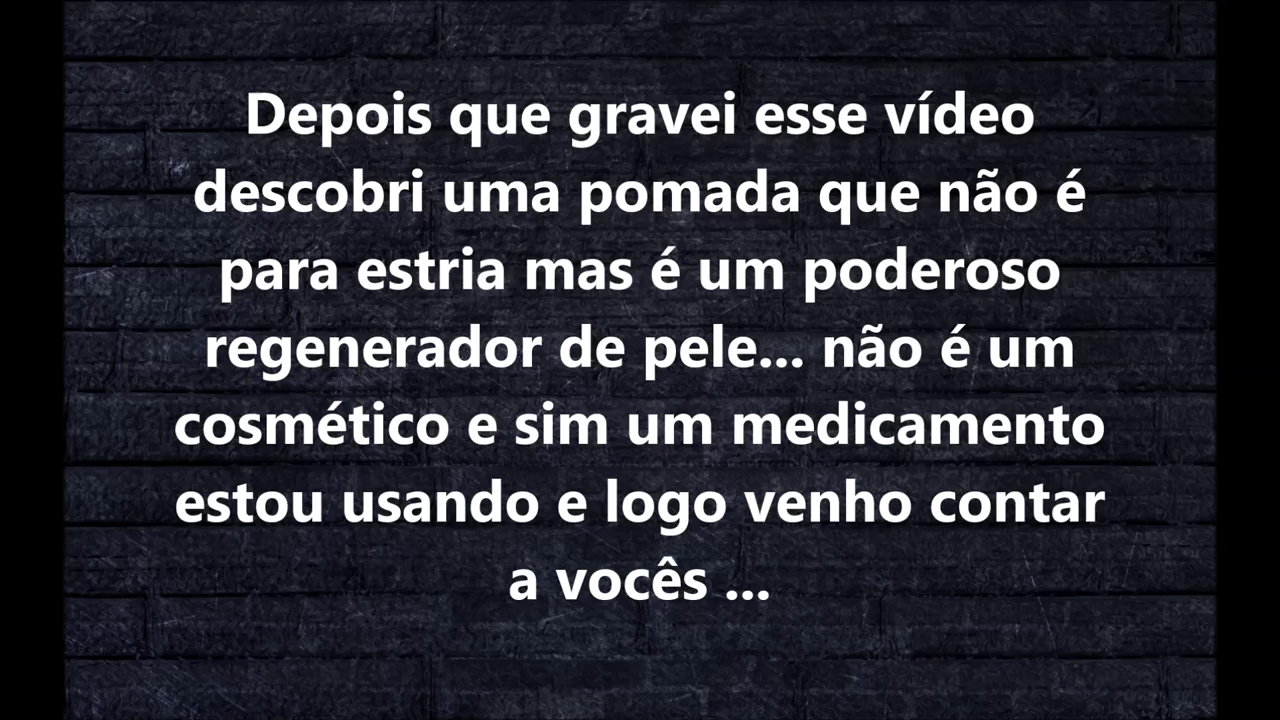 Depois que gravei esse vídeo
descobri uma pomada que não é
para estria mas é um poderoso
regenerador de pele... não é um
cosmético e sim um medicamento
estou usando e logo venho contar
a vocês ...